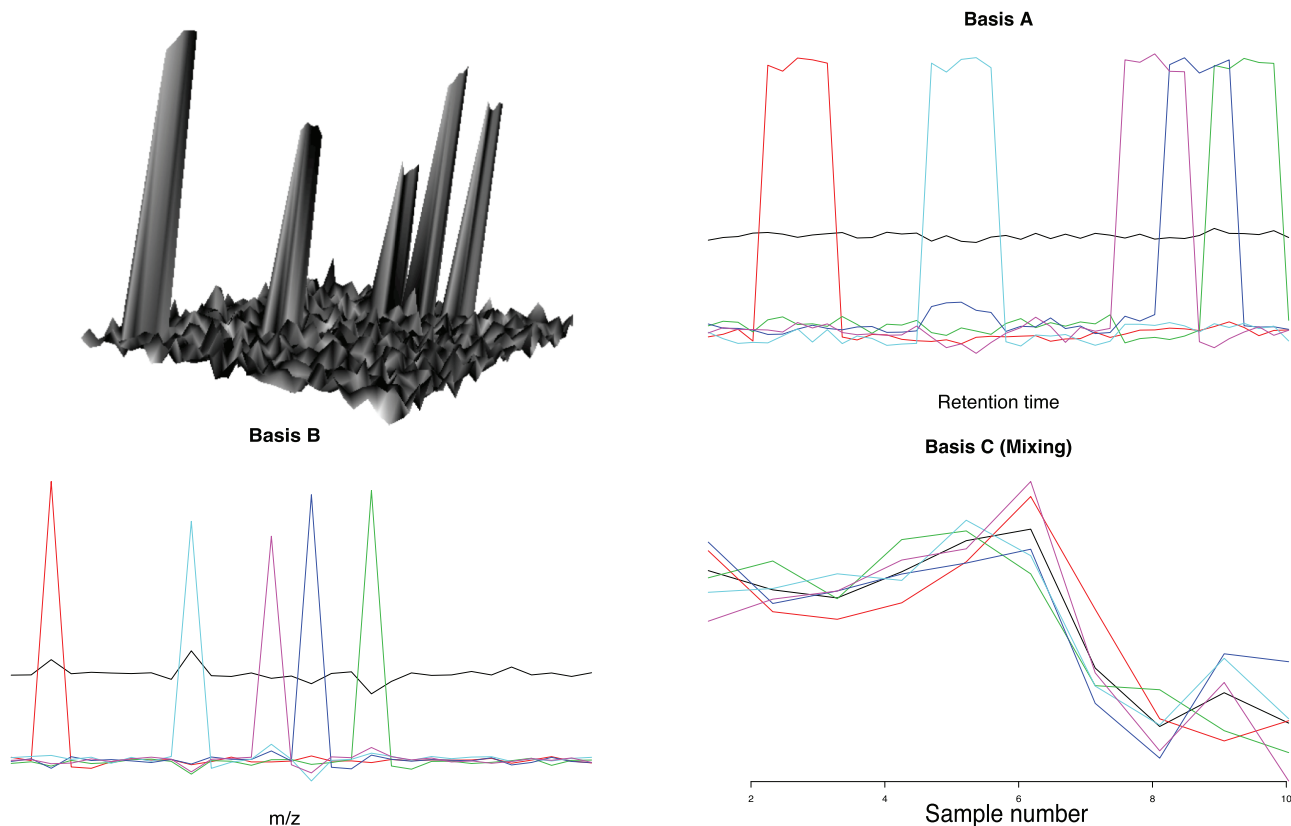 Basis A
Retention time
Basis B
m/z
Basis C (Mixing)
2 4 6 8 10
Sample number